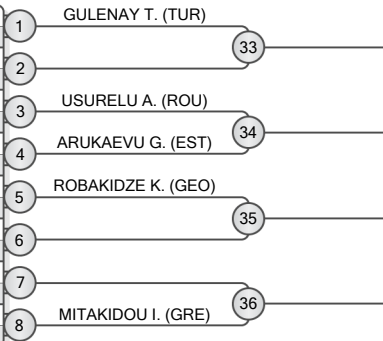 1 GULENAY T. (TUR)
33
2
3 USURELU A. (ROU)
34
4 ARUKAEVU G. (EST)
5 ROBAKIDZE K. (GEO)
35
6
7
36
8 MITAKIDOU I. (GRE)